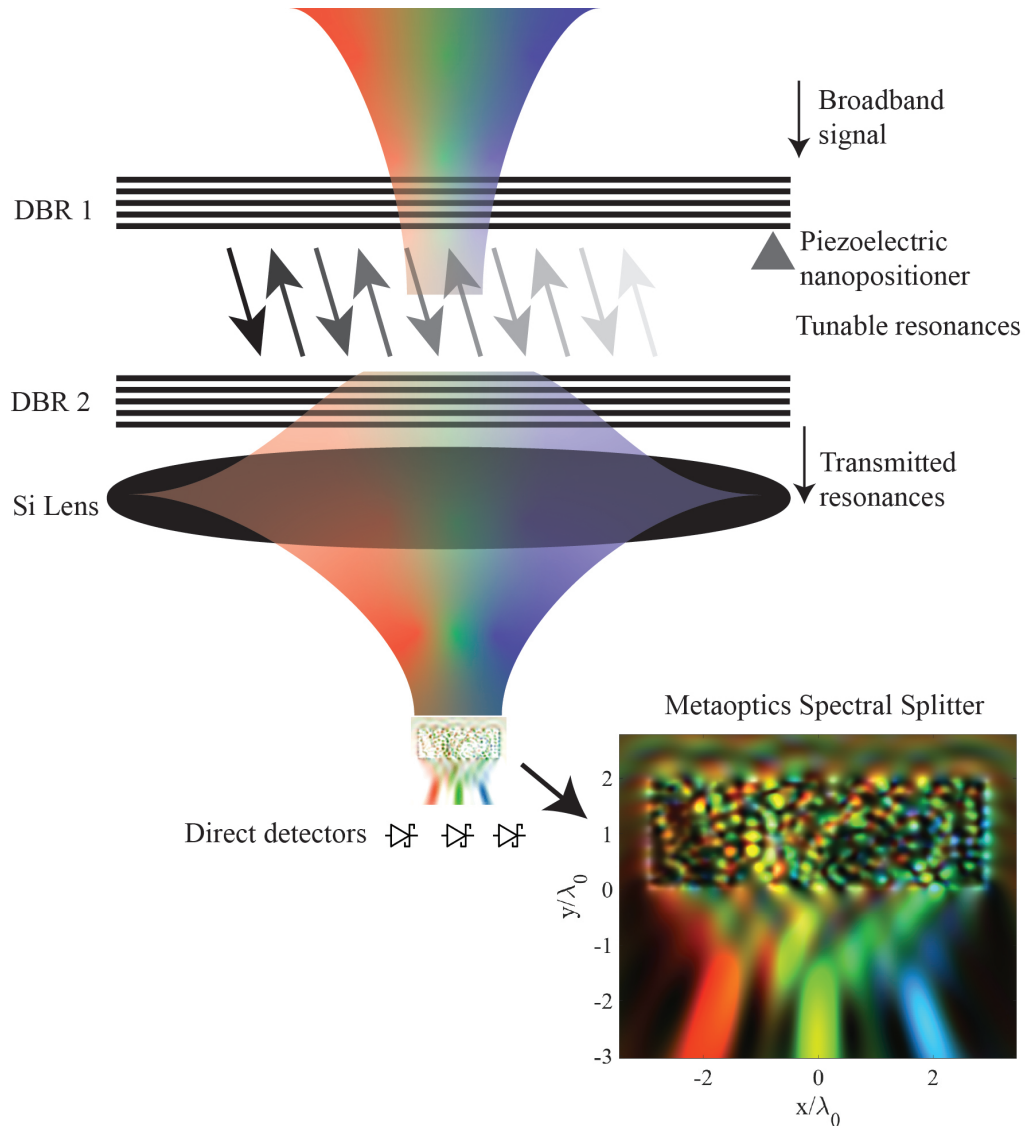 Broadband
signal
DBR 1
Piezoelectric
nanopositioner
Tunable resonances
DBR 2
Transmitted
resonances
Si Lens
Metaoptics Spectral Splitter
Direct detectors
y/λ₀
2
1
0
-1
-2
-3
-2
0
2
x/λ₀